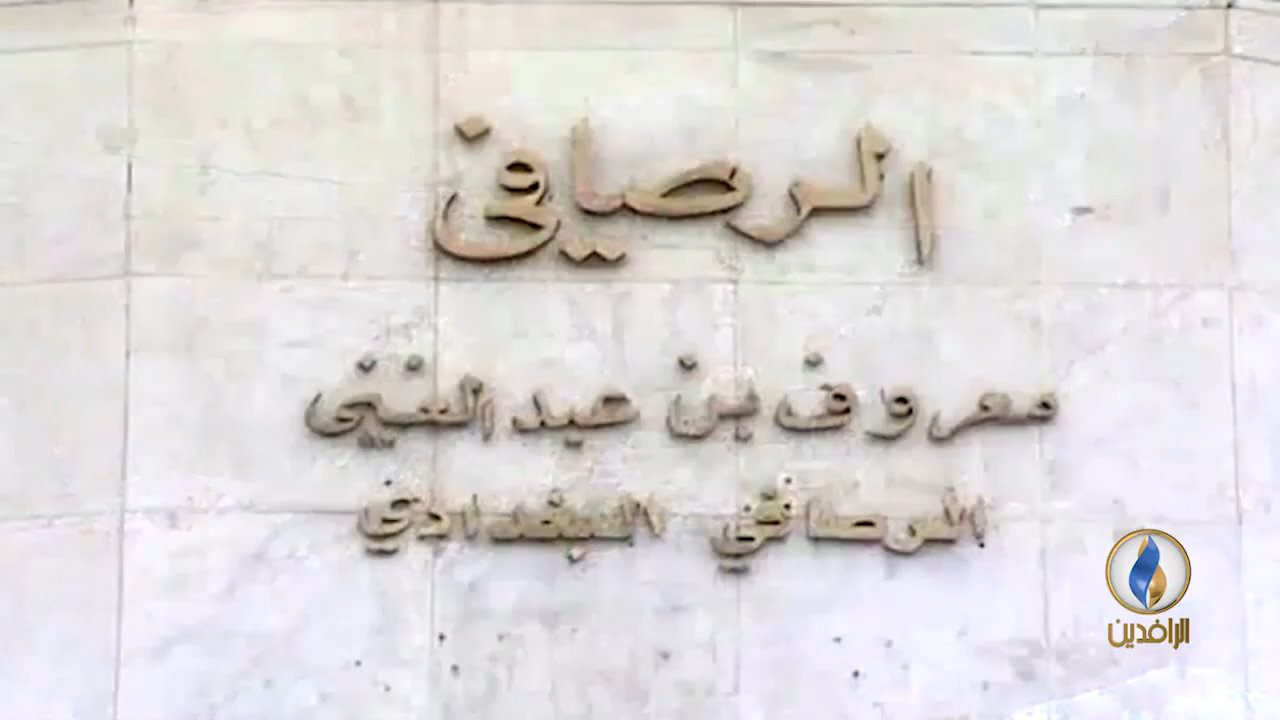 الرصافي
معروف بن عبد الغني
الرصافي البغدادي
الرافدين